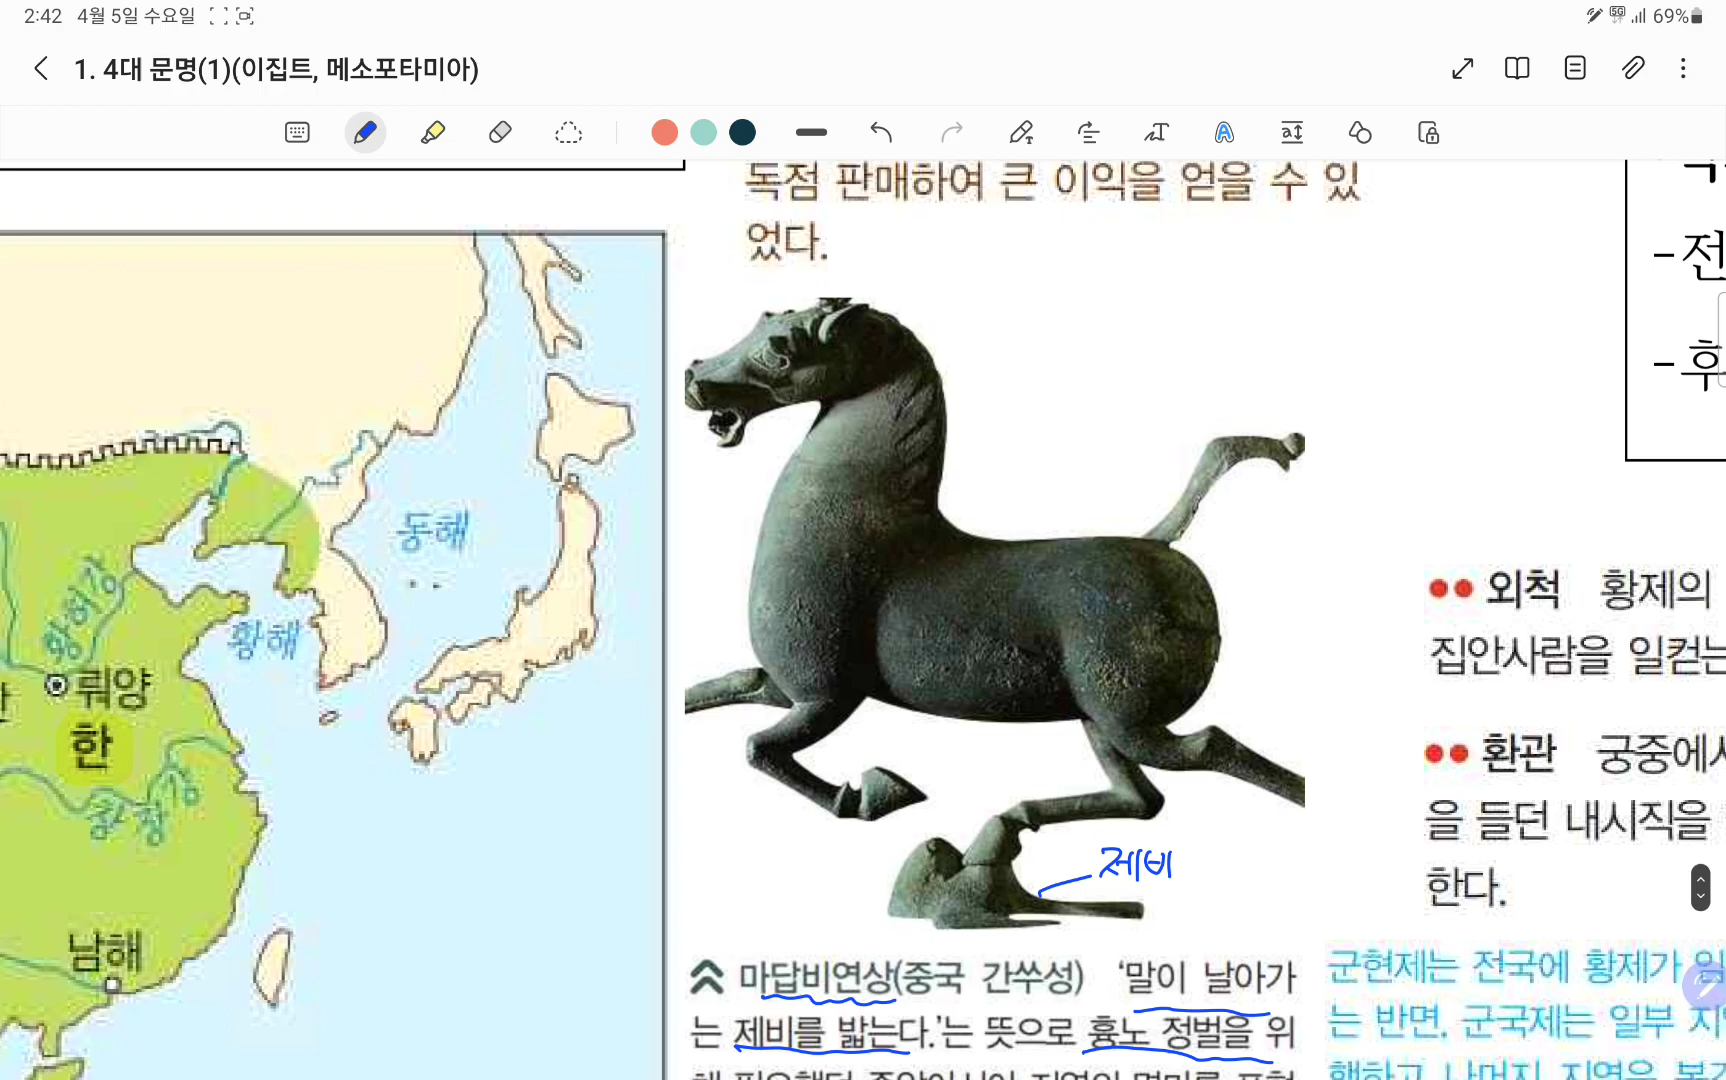 2:42 4월 5일 수요일
5G 69%
1. 4대 문명(1)(이집트, 메소포타미아)
독점 판매하여 큰 이익을 얻을 수 있
었다.
-전
-후
동해
황허강
황해
뤄양
한
창장강
남해
제비
마답비연상(중국 간쑤성) ‘말이 날아가
는 제비를 밟는다.’는 뜻으로 흉노 정벌을 위
외척 황제의
집안사람을 일컫는
환관 궁중에서
을 들던 내시직을
한다.
군현제는 전국에 황제가
는 반면, 군국제는 일부